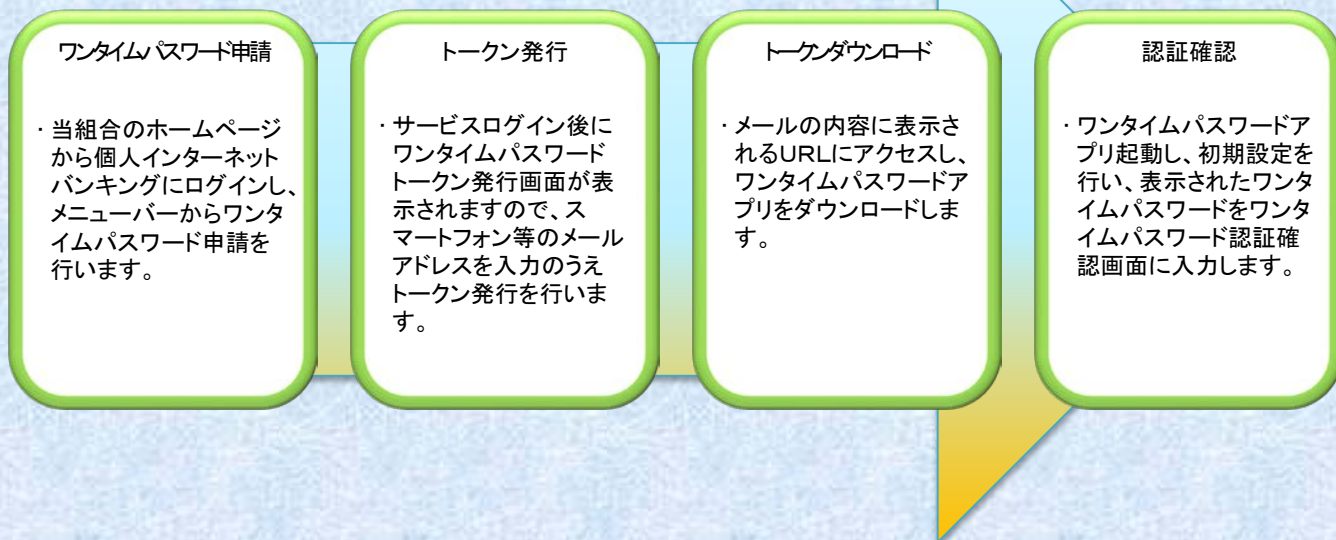 ワンタイムパスワード申請
・当組合のホームページ
から個人インターネット
バンキングにログインし、
メニューバーからワンタ
イムパスワード申請を
行います。
トークン発行
・サービスログイン後に
ワンタイムパスワード
トークン発行画面が表
示されますので、ス
マートフォン等のメール
アドレスを入力のうえ
トークン発行を行いま
す。
トークンダウンロード
・メールの内容に表示さ
れるURLにアクセスし、
ワンタイムパスワードア
プリをダウンロードしま
す。
認証確認
・ワンタイムパスワードア
プリ起動し、初期設定を
行い、表示されたワンタ
イムパスワードをワンタ
イムパスワード認証確
認画面に入力します。